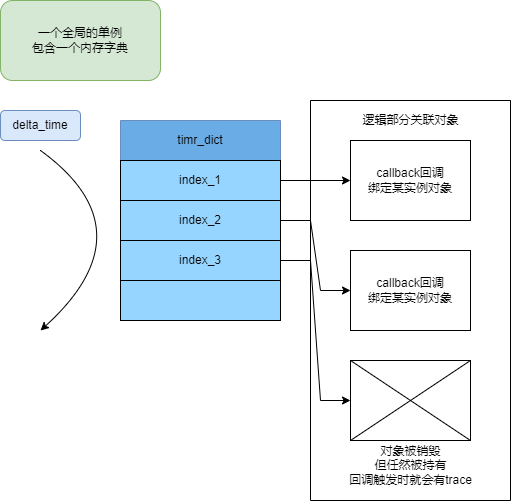 一个全局的单例
包含一个内存字典
delta_time
timr_dict
index_1
index_2
index_3
逻辑部分关联对象
callback回调
绑定某实例对象
callback回调
绑定某实例对象
对象被销毁
但任然被持有
回调触发时就会有trace